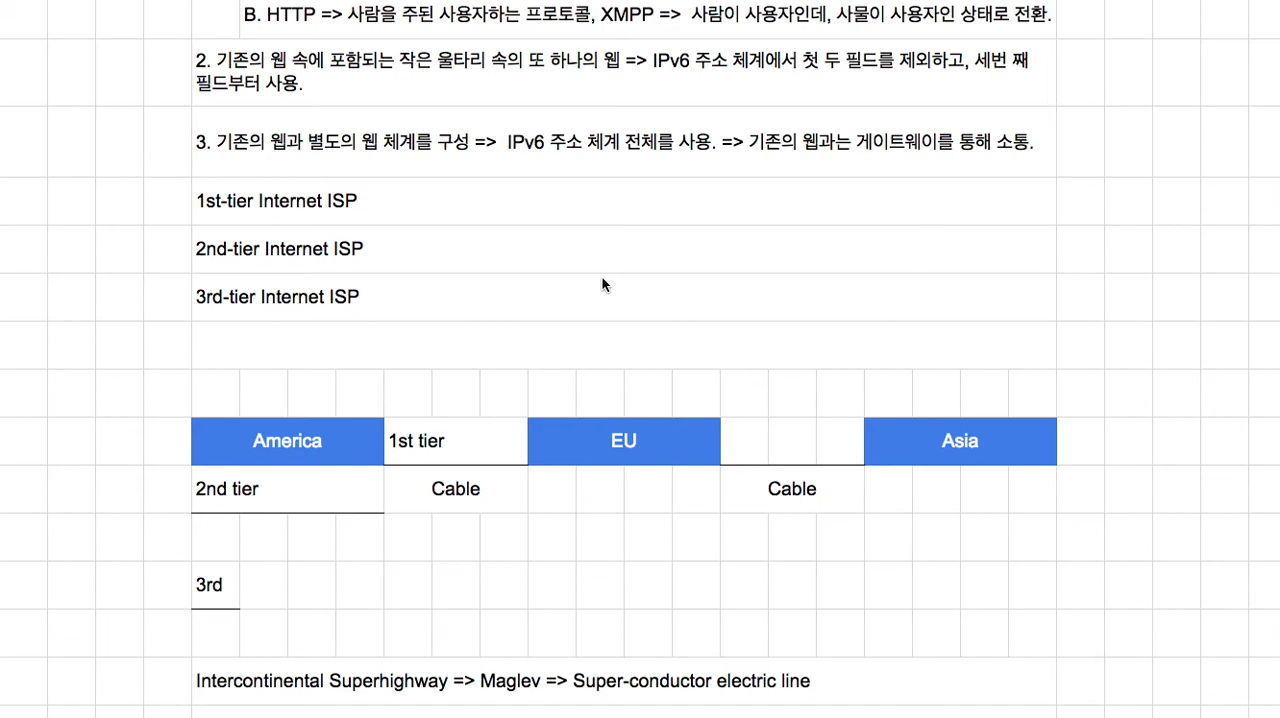 B. HTTP => 사람을 주된 사용자하는 프로토콜, XMPP => 사람이 사용자인데, 사물이 사용자인 상태로 전환.
2. 기존의 웹 속에 포함되는 작은 울타리 속의 또 하나의 웹 => IPv6 주소 체계에서 첫 두 필드를 제외하고, 세번 째
필드부터 사용.
3. 기존의 웹과 별도의 웹 체계를 구성 => IPv6 주소 체계 전체를 사용. => 기존의 웹과는 게이트웨이를 통해 소통.
1st-tier Internet ISP
2nd-tier Internet ISP
3rd-tier Internet ISP
America 1st tier EU Asia
2nd tier Cable Cable
3rd
Intercontinental Superhighway => Maglev => Super-conductor electric line